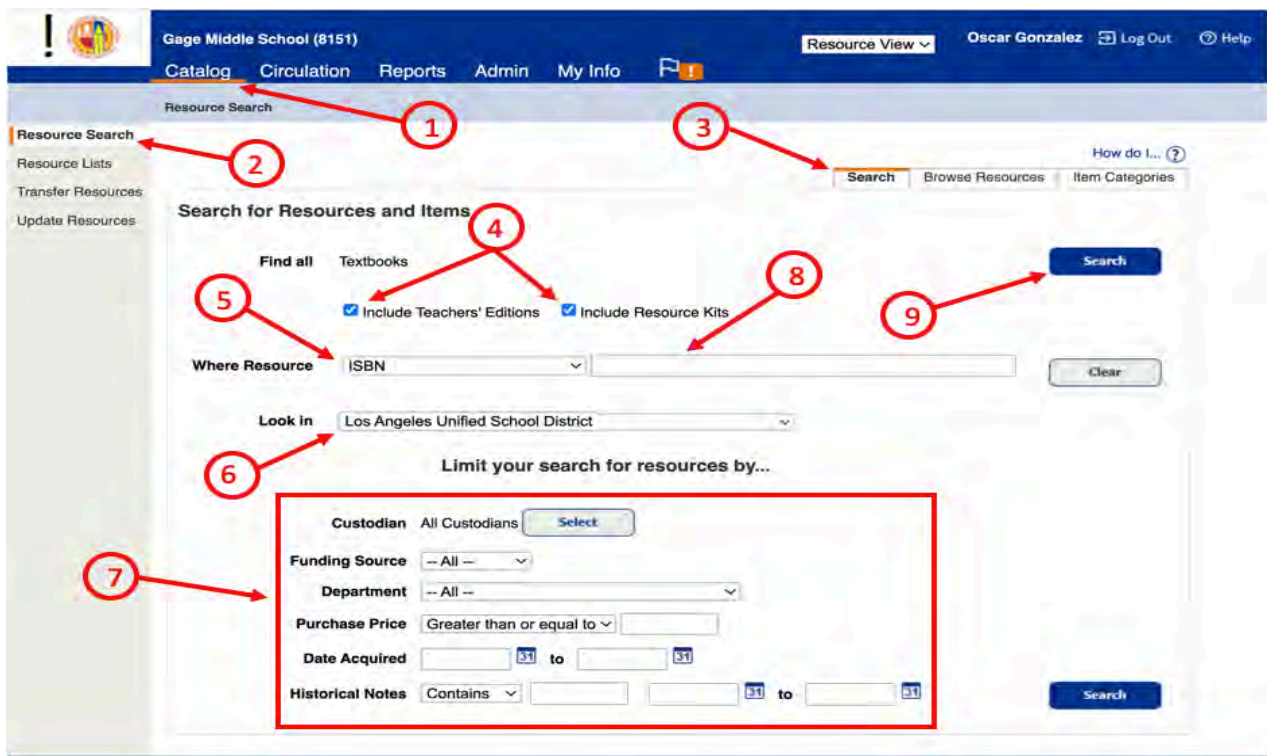 !
Gage Middle School (8151)
Resource View
Oscar Gonzalez Log Out ? Help
Catalog Circulation Reports Admin My Info !
Resource Search
1
3
Resource Search
2
How do I... ?
Resource Lists
Search Browse Resources Item Categories
Transfer Resources
Search for Resources and Items
Update Resources
4
Find all Textbooks
Search
8
5
Include Teachers' Editions Include Resource Kits
9
Where Resource ISBN
Clear
Look in Los Angeles Unified School District
6
Limit your search for resources by...
Custodian All Custodians Select
Funding Source -- All --
7
Department -- All --
Purchase Price Greater than or equal to
Date Acquired 31 to 31
Historical Notes Contains 31 to 31
Search